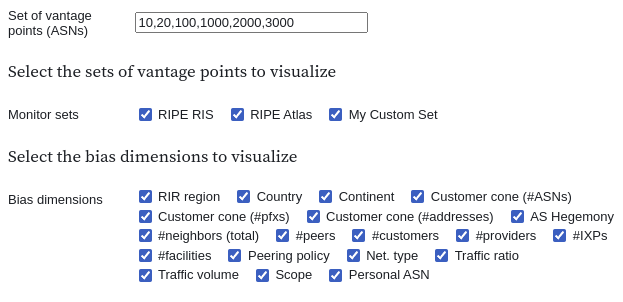 Set of vantage
points (ASNs)
10,20,100,1000,2000,3000
Select the sets of vantage points to visualize
Monitor sets
RIPE RIS
RIPE Atlas
My Custom Set
Select the bias dimensions to visualize
Bias dimensions
RIR region
Country
Continent
Customer cone (#ASNs)
Customer cone (#pfxs)
Customer cone (#addresses)
AS Hegemony
#neighbors (total)
#peers
#customers
#providers
#IXPs
#facilities
Peering policy
Net. type
Traffic ratio
Traffic volume
Scope
Personal ASN